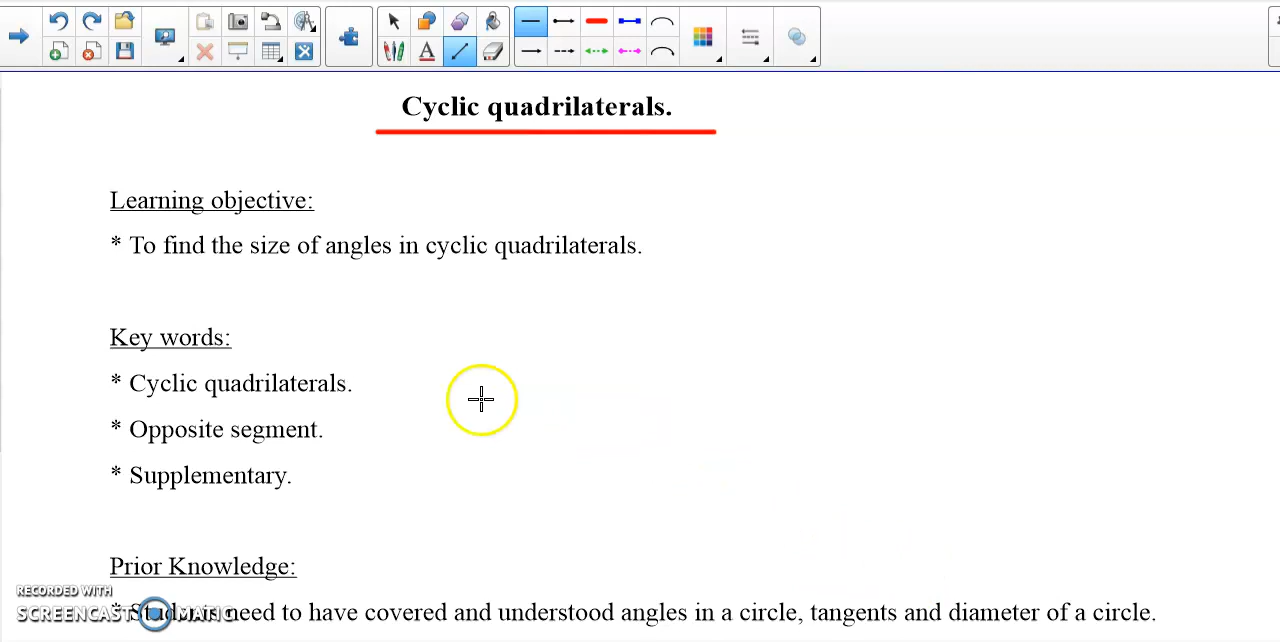 Cyclic quadrilaterals.
Learning objective:
* To find the size of angles in cyclic quadrilaterals.
Key words:
* Cyclic quadrilaterals.
* Opposite segment.
* Supplementary.
Prior Knowledge:
RECORDED WITH
SCREENCAST MATIC
* Students need to have covered and understood angles in a circle, tangents and diameter of a circle.